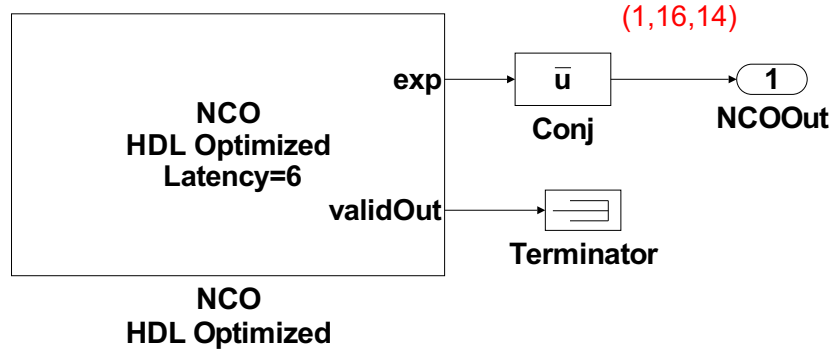 (1,16,14)
exp
u̅
1
NCO
HDL Optimized
Latency=6
Conj
NCOOut
validOut
Terminator
NCO
HDL Optimized